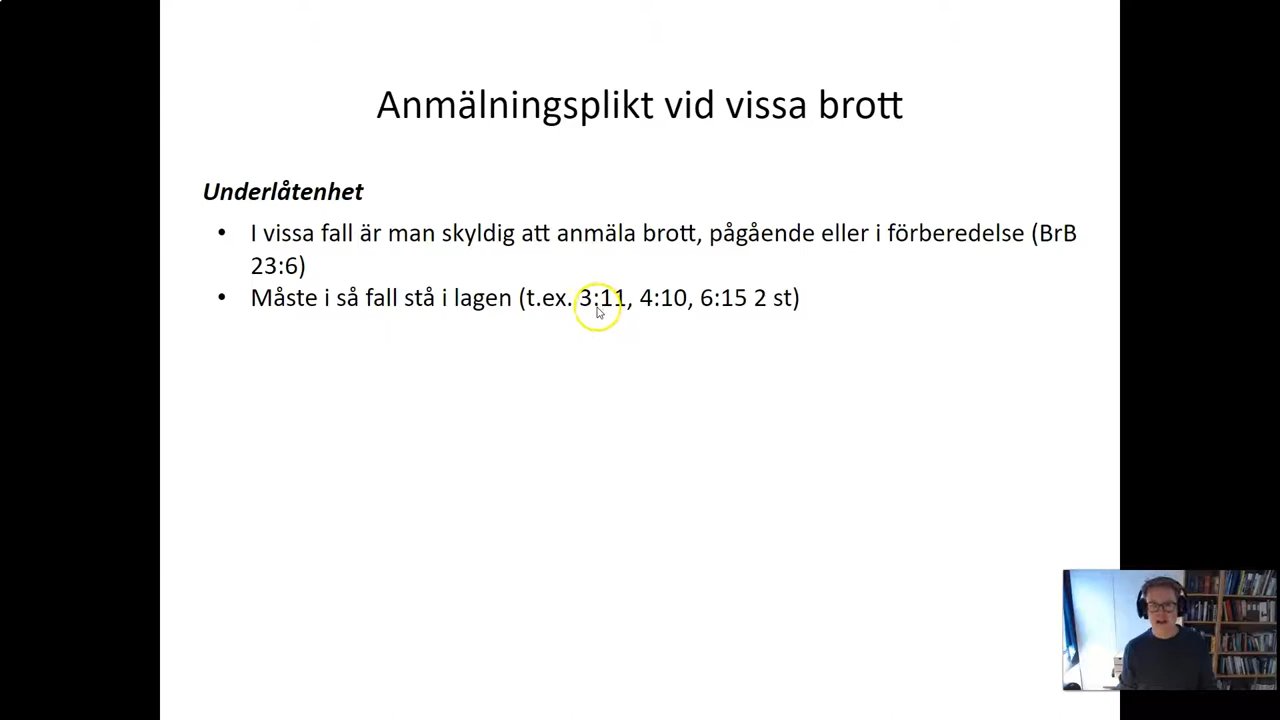 Anmälningsplikt vid vissa brott
Underlåtenhet
• I vissa fall är man skyldig att anmäla brott, pågående eller i förberedelse (BrB
23:6)
• Måste i så fall stå i lagen (t.ex. 3:11, 4:10, 6:15 2 st)